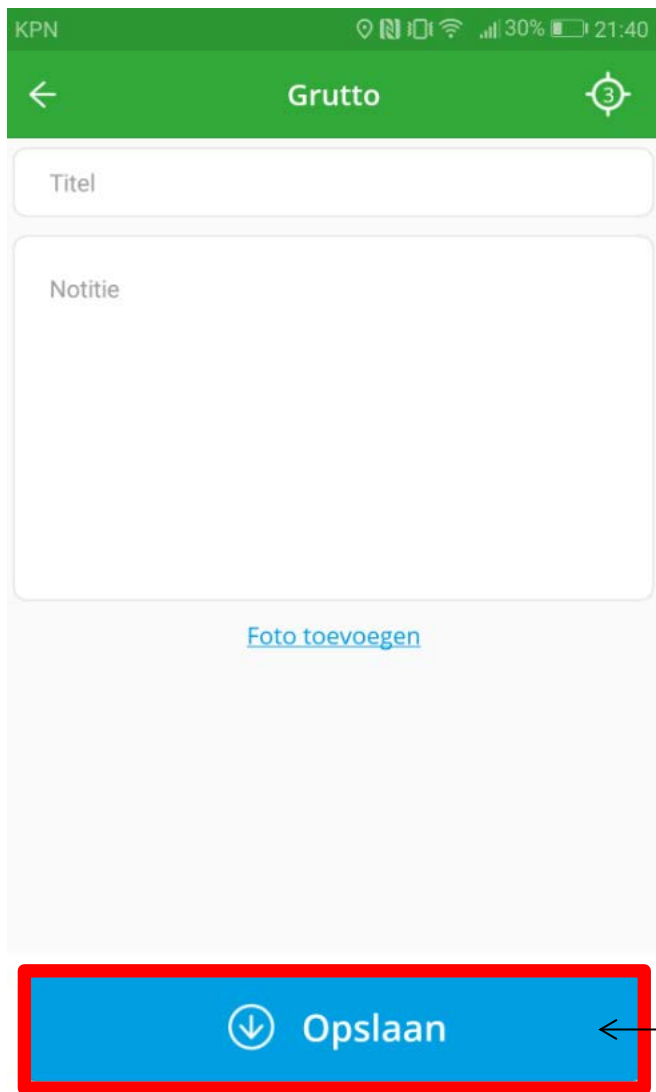 KPN 30% 21:40
Grutto 3
Titel
Notitie
Foto toevoegen
Opslaan